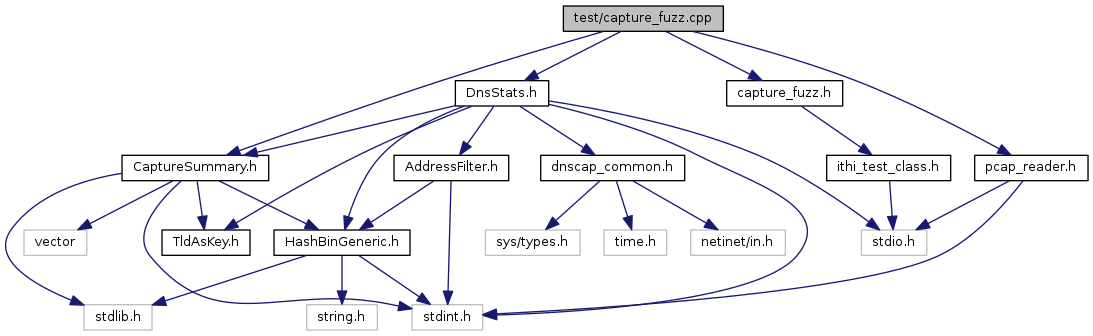 test/capture_fuzz.cpp
DnsStats.h
capture_fuzz.h
CaptureSummary.h
AddressFilter.h
dnscap_common.h
ithi_test_class.h
pcap_reader.h
vector
TldAsKey.h
HashBinGeneric.h
sys/types.h
time.h
netinet/in.h
stdio.h
stdlib.h
string.h
stdint.h